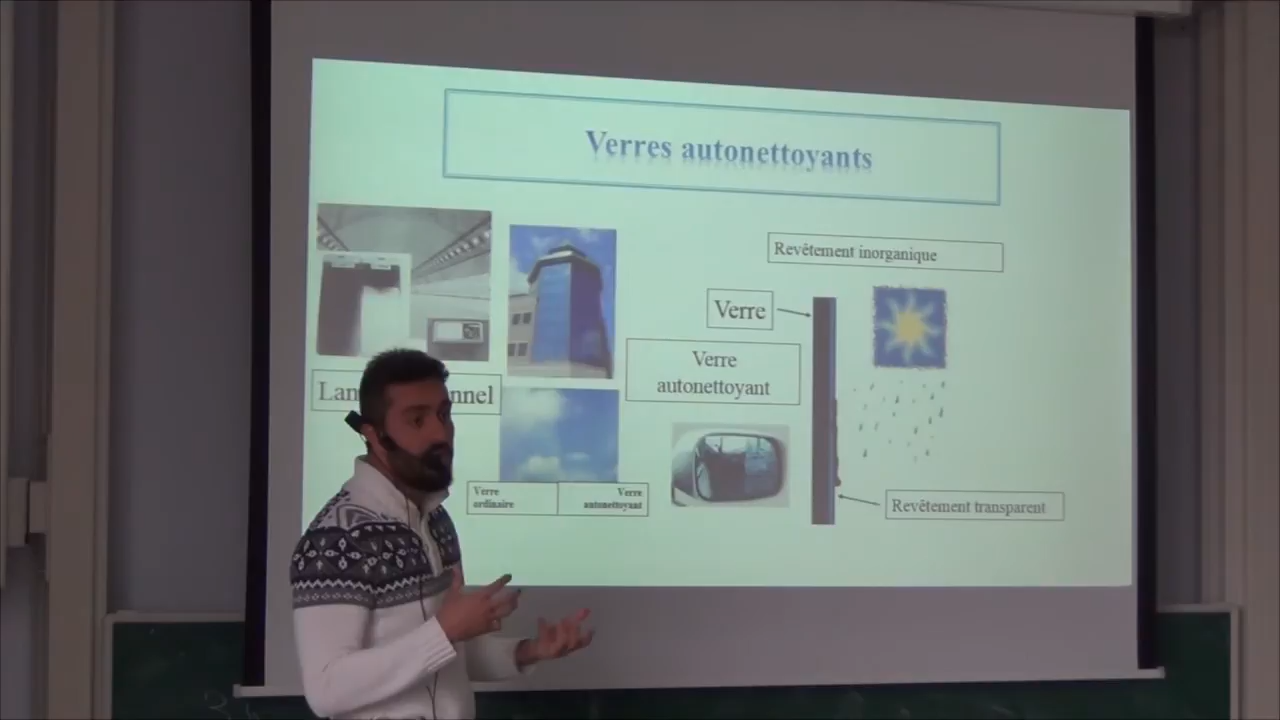 Verres autonettoyants
Revêtement inorganique
Verre
Verre
autonettoyant
Verre
ordinaire
Verre
autonettoyant
Revêtement transparent